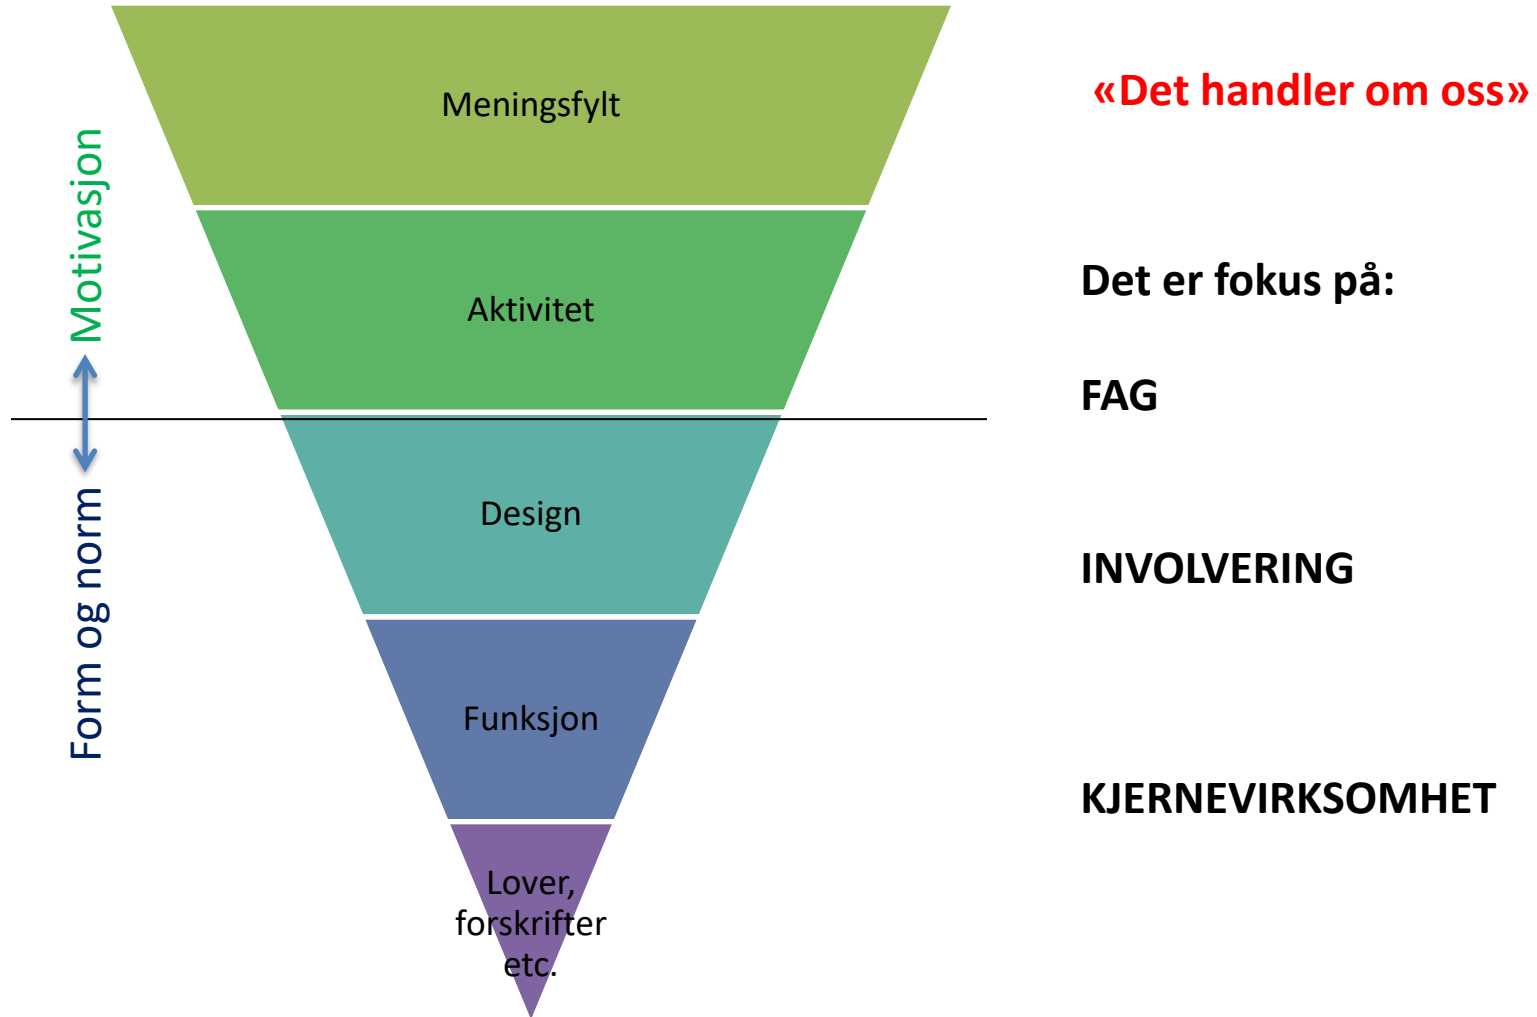 Meningsfylt
«Det handler om oss»
Motivasjon
Aktivitet
Det er fokus på:
FAG
Form og norm
Design
INVOLVERING
Funksjon
KJERNEVIRKSOMHET
Lover,
forskrifter
etc.